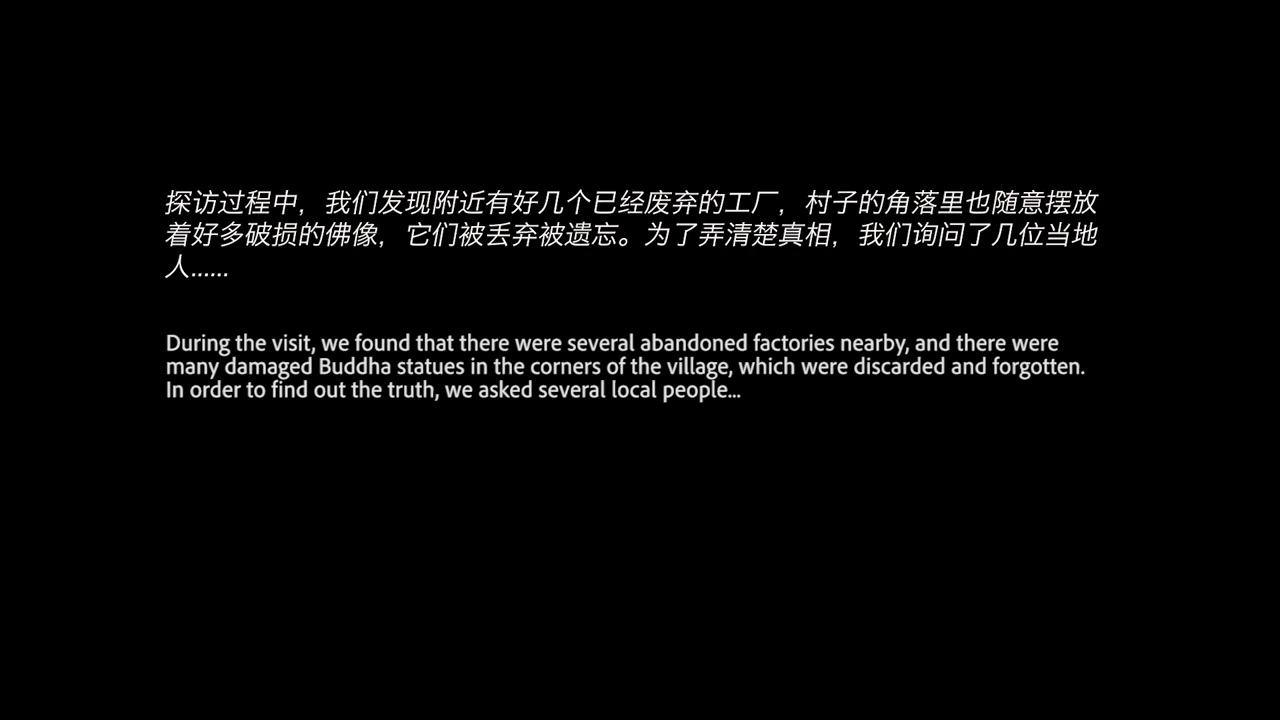 探访过程中，我们发现附近有好几个已经废弃的工厂，村子的角落里也随意摆放
着好多破损的佛像，它们被丢弃被遗忘。为了弄清楚真相，我们询问了几位当地
人......
During the visit, we found that there were several abandoned factories nearby, and there were
many damaged Buddha statues in the corners of the village, which were discarded and forgotten.
In order to find out the truth, we asked several local people...